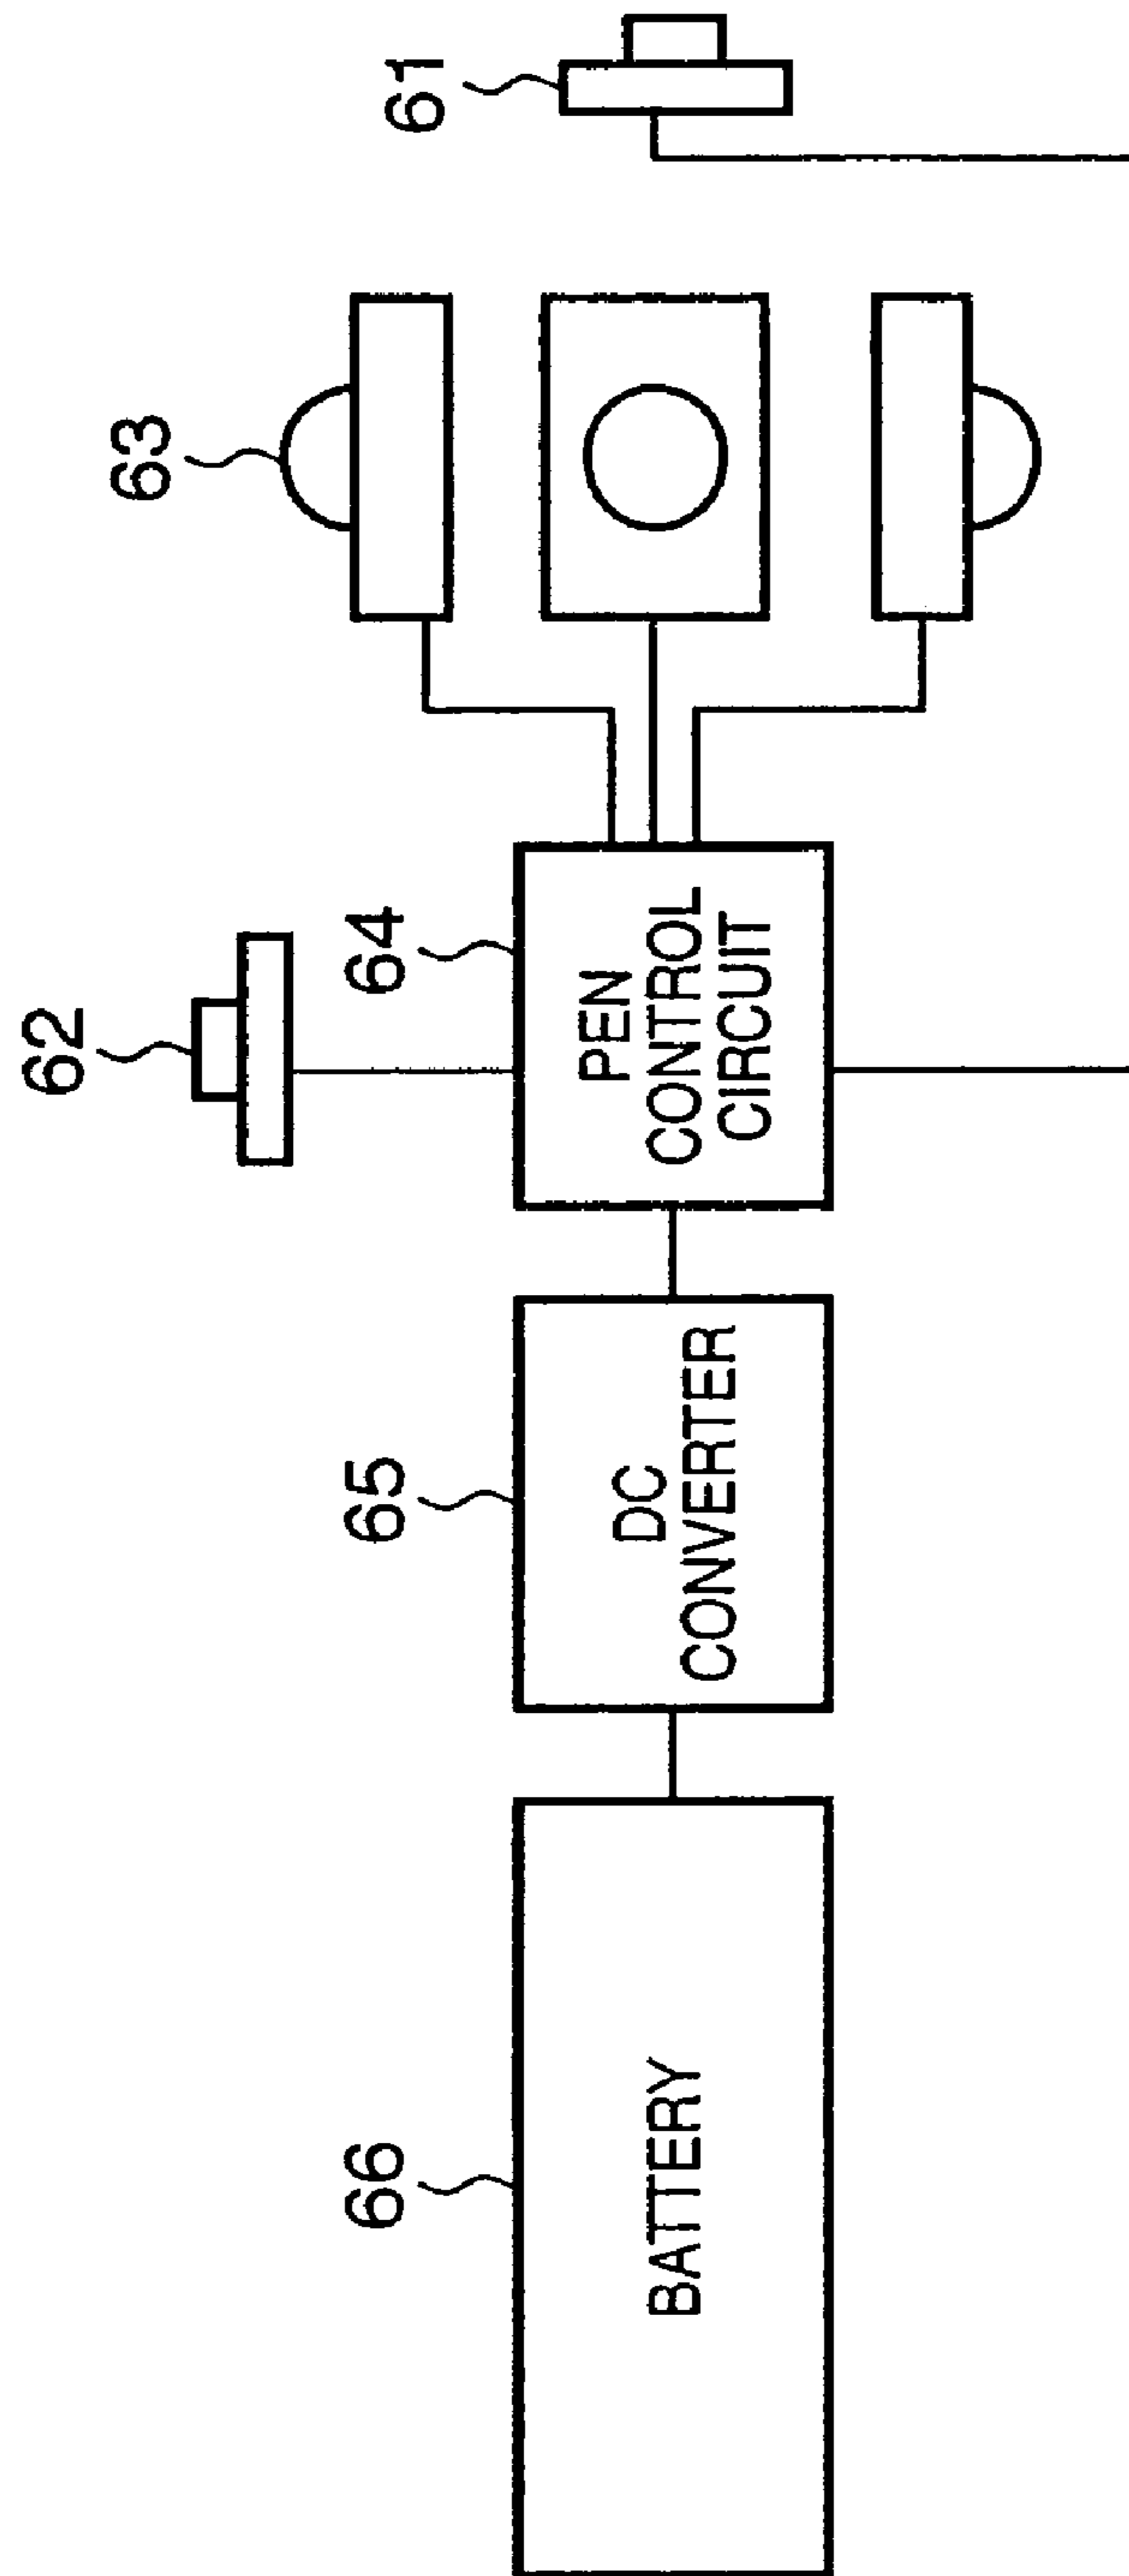 61
63
62
64
PEN
CONTROL
CIRCUIT
65
DC
CONVERTER
66
BATTERY